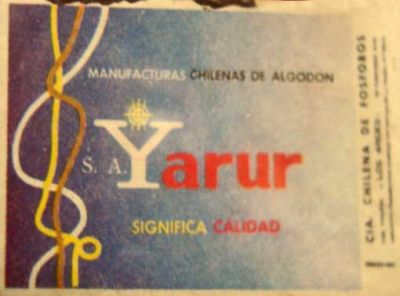 MANUFACTURAS CHILENAS DE ALGODON
S. A. Yarur
SIGNIFICA CALIDAD
CIA. CHILENA DE FOSFOROS